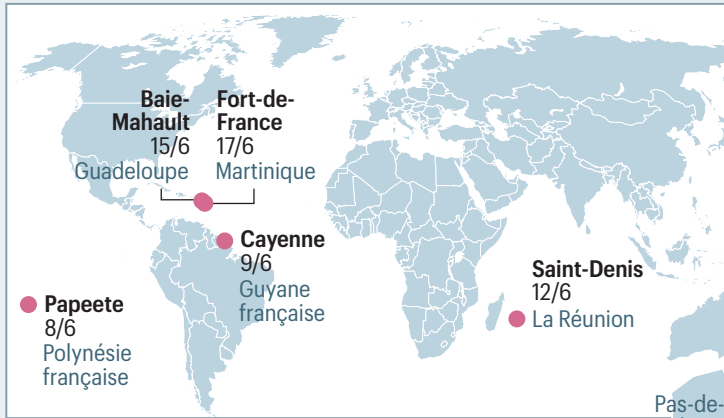 Baie-
Mahault
15/6
Guadeloupe
Fort-de-
France
17/6
Martinique
Cayenne
9/6
Guyane
française
Saint-Denis
12/6
La Réunion
Papeete
8/6
Polynésie
française
Pas-de-